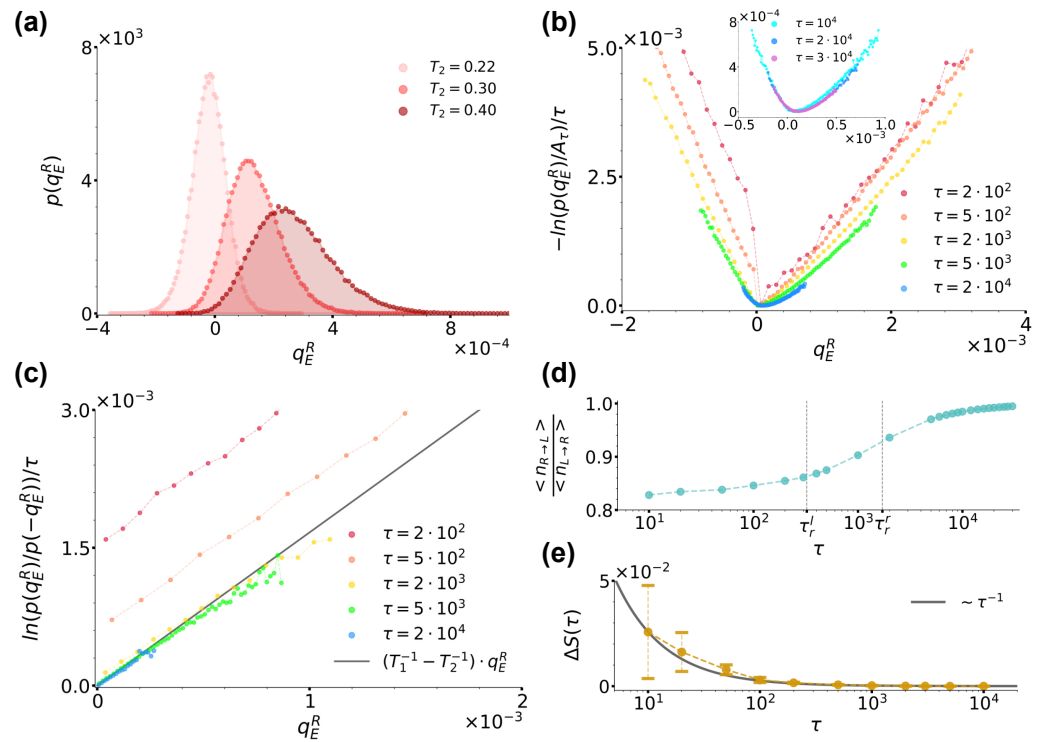 (a)
×10³
8
4
0
p(q_E^R)
T₂ = 0.22
T₂ = 0.30
T₂ = 0.40
−4 0 4 8
q_E^R
×10⁻⁴
(b)
×10⁻³
5.0
2.5
0.0
−ln(p(q_E^R)/A_τ)/τ
×10⁻⁴
8
4
0
τ = 10⁴
τ = 2 · 10⁴
τ = 3 · 10⁴
−0.5 0.0 0.5 1.0
×10⁻³
τ = 2 · 10²
τ = 5 · 10²
τ = 2 · 10³
τ = 5 · 10³
τ = 2 · 10⁴
−2 0 2 4
q_E^R
×10⁻³
(c)
×10⁻³
3.0
1.5
0.0
ln(p(q_E^R)/p(−q_E^R))/τ
τ = 2 · 10²
τ = 5 · 10²
τ = 2 · 10³
τ = 5 · 10³
τ = 2 · 10⁴
(T₁⁻¹ − T₂⁻¹) · q_E^R
0 1 2
q_E^R
×10⁻³
(d)
< n_{R→L} >
< n_{L→R} >
1.0
0.9
0.8
10¹ 10² τ_r^l 10³ τ_r^r 10⁴
τ
(e)
×10⁻²
5
0
ΔS(τ)
~ τ⁻¹
10¹ 10² 10³ 10⁴
τ